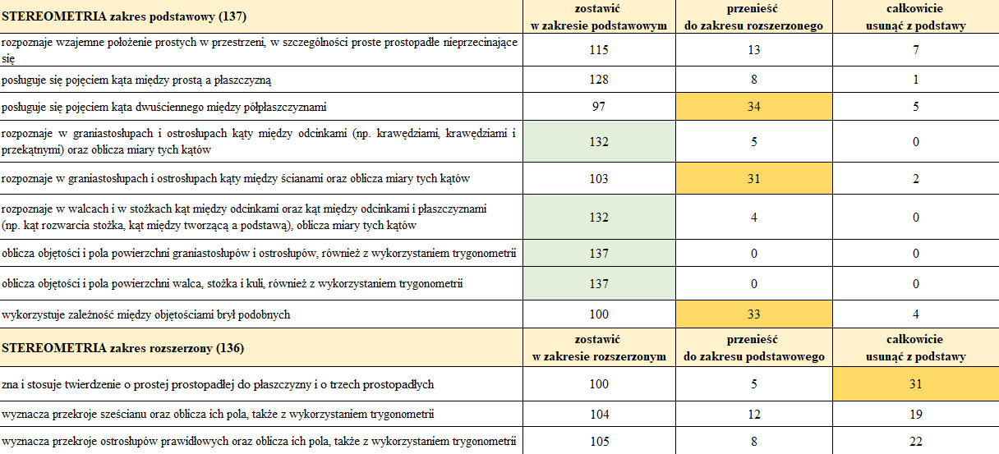 STEREOMETRIA zakres podstawowy (137) zostawić w zakresie podstawowym przenieść do zakresu rozszerzonego całkowicie usunąć z podstawy
rozpoznaje wzajemne położenie prostych w przestrzeni, w szczególności proste prostopadłe nieprzecinające
się 115 13 7
posługuje się pojęciem kąta między prostą a płaszczyzną 128 8 1
posługuje się pojęciem kąta dwuściennego między półpłaszczyznami 97 34 5
rozpoznaje w graniastosłupach i ostrosłupach kąty między odcinkami (np. krawędziami, krawędziami i
przekątnymi) oraz oblicza miary tych kątów 132 5 0
rozpoznaje w graniastosłupach i ostrosłupach kąty między ścianami oraz oblicza miary tych kątów 103 31 2
rozpoznaje w walcach i w stożkach kąt między odcinkami oraz kąt między odcinkami i płaszczyznami
(np. kąt rozwarcia stożka, kąt między tworzącą a podstawą), oblicza miary tych kątów 132 4 0
oblicza objętości i pola powierzchni graniastosłupów i ostrosłupów, również z wykorzystaniem trygonometrii 137 0 0
oblicza objętości i pola powierzchni walca, stożka i kuli, również z wykorzystaniem trygonometrii 137 0 0
wykorzystuje zależność między objętościami brył podobnych 100 33 4
STEREOMETRIA zakres rozszerzony (136) zostawić w zakresie rozszerzonym przenieść do zakresu podstawowego całkowicie usunąć z podstawy
zna i stosuje twierdzenie o prostej prostopadłej do płaszczyzny i o trzech prostopadłych 100 5 31
wyznacza przekroje sześcianu oraz oblicza ich pola, także z wykorzystaniem trygonometrii 104 12 19
wyznacza przekroje ostrosłupów prawidłowych oraz oblicza ich pola, także z wykorzystaniem trygonometrii 105 8 22